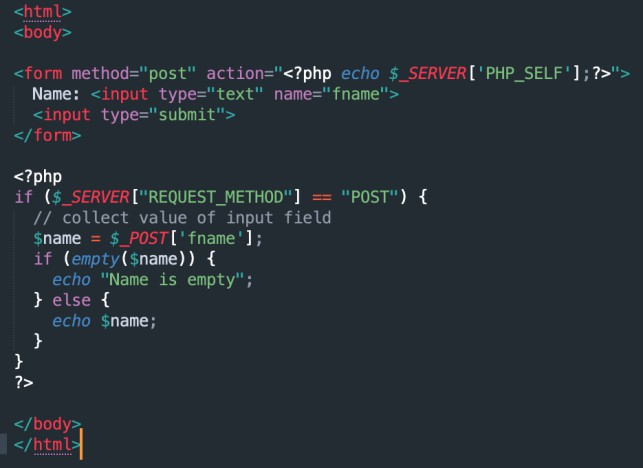 <html>
<body>
<form method="post" action="<?php echo $_SERVER['PHP_SELF'];?>">
Name: <input type="text" name="fname">
<input type="submit">
</form>
<?php
if ($_SERVER["REQUEST_METHOD"] == "POST") {
// collect value of input field
$name = $_POST['fname'];
if (empty($name)) {
echo "Name is empty";
} else {
echo $name;
}
}
?>
</body>
</html>